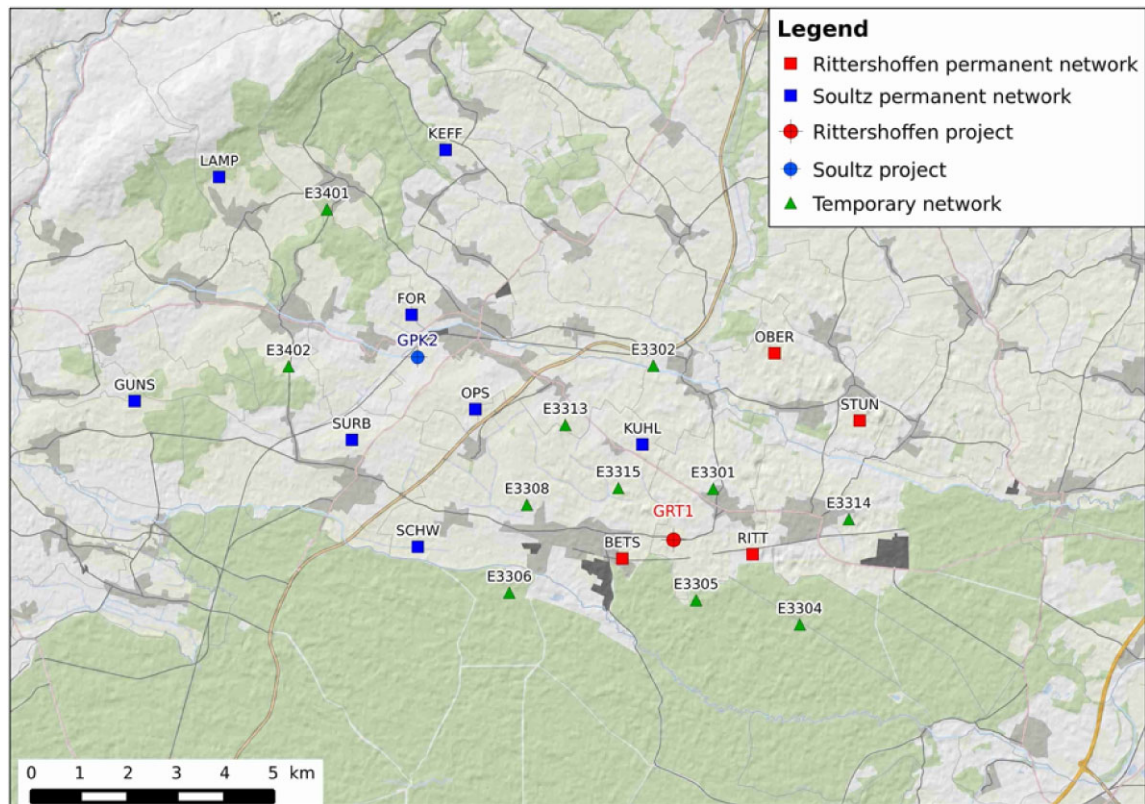 Legend
Rittershoffen permanent network
Soultz permanent network
Rittershoffen project
Soultz project
Temporary network
KEFF
LAMP
E3401
FOR
GPK2
OBER
E3402
E3302
GUNS
OPS
STUN
E3313
SURB
KUHL
E3315
E3301
E3308
GRT1
E3314
SCHW
BETS
RITT
E3306
E3305
E3304
0 1 2 3 4 5 km